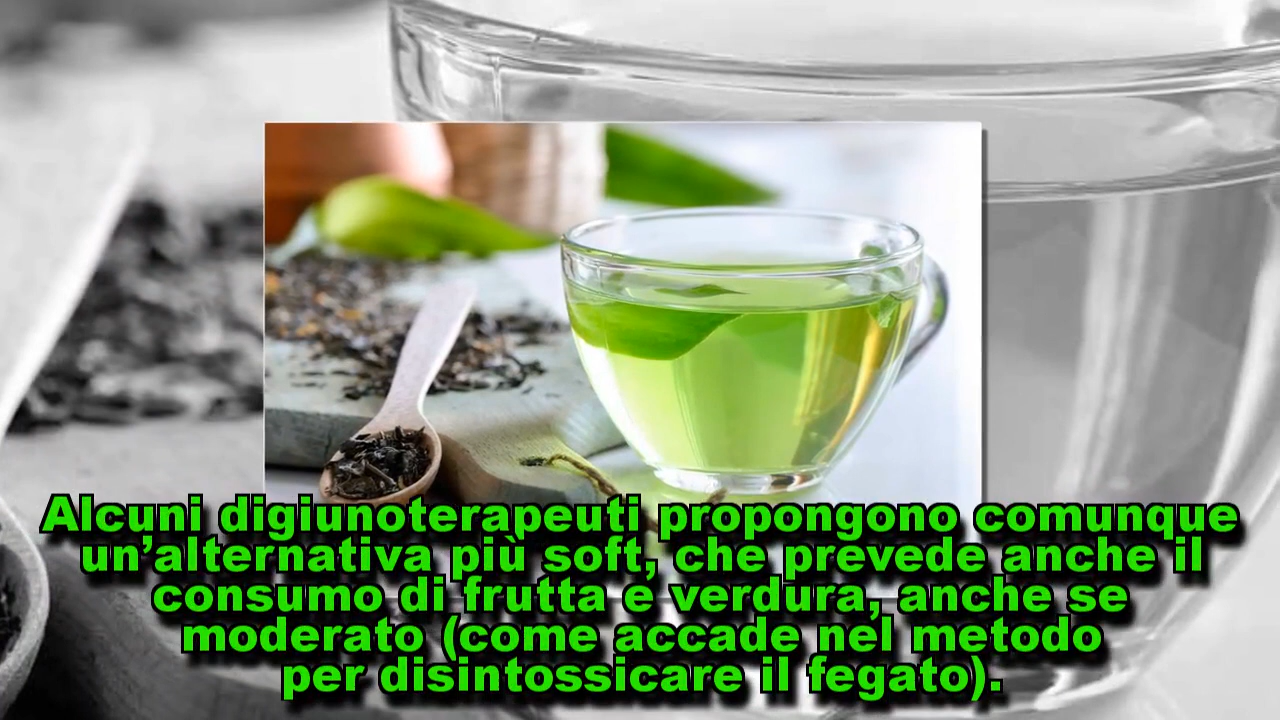 Alcuni digiunoterapeuti propongono comunque
un’alternativa più soft, che prevede anche il
consumo di frutta e verdura, anche se
moderato (come accade nel metodo
per disintossicare il fegato).